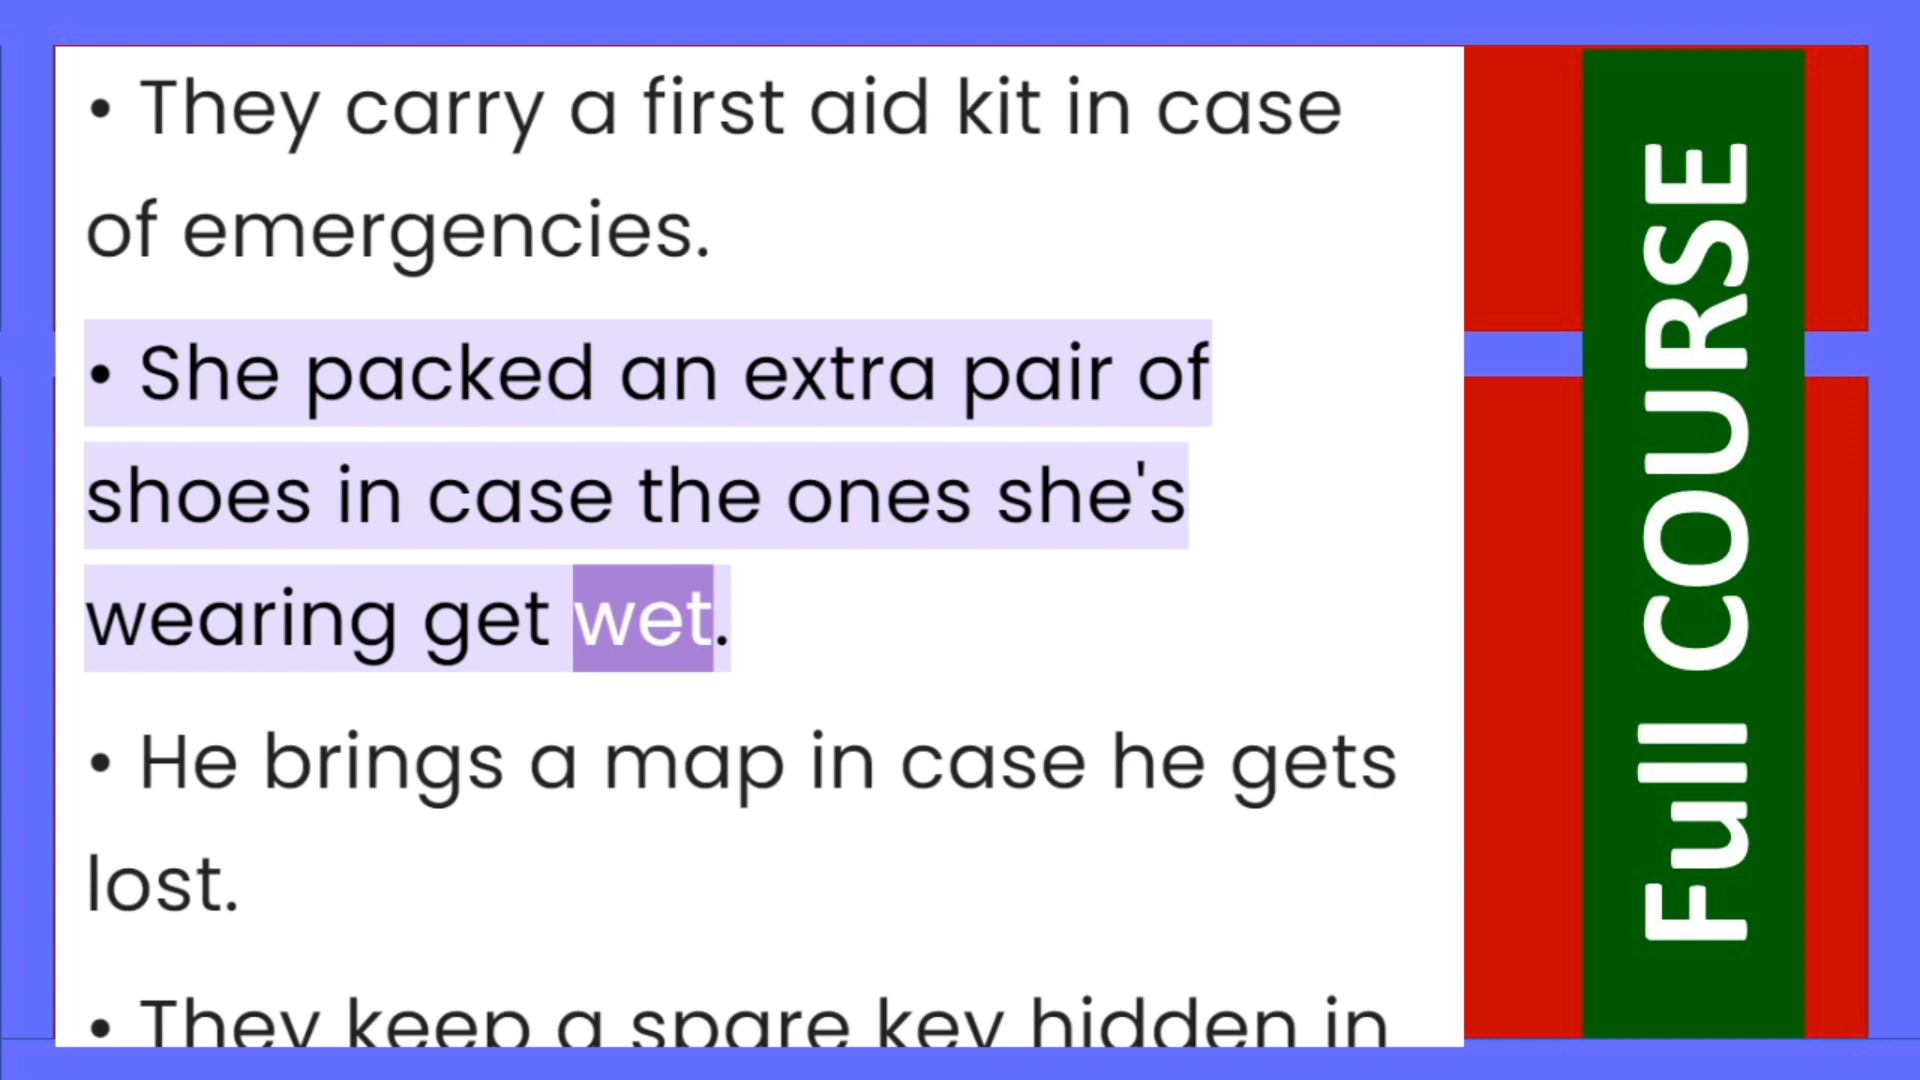 • They carry a first aid kit in case
of emergencies.
• She packed an extra pair of
shoes in case the ones she's
wearing get wet.
• He brings a map in case he gets
lost.
• They keep a spare key hidden in
Full COURSE